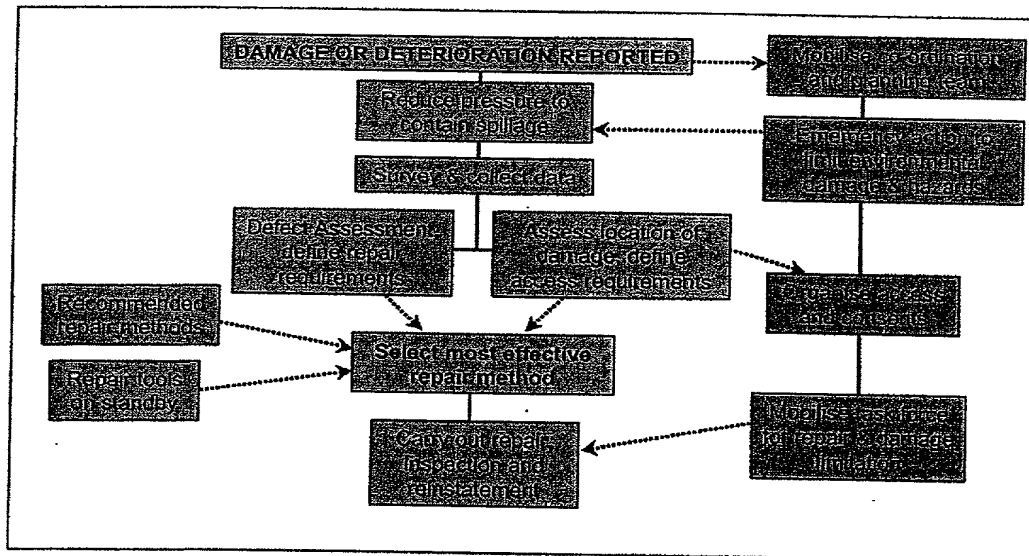 DAMAGE OR DETERIORATION REPORTED
Mobilise co-ordination
and planning team
Reduce pressure to
contain spillage
Emergency action to
limit environmental
damage & hazards
Survey & collect data
Defect Assessment,
define repair
requirements
Assess location of
damage, define
access requirements
Organise access
and consents
Recommended
repair methods
Select most effective
repair method
Repair tools
on standby
Mobilise task force
for repair & damage
limitation
Carry out repair,
inspection and
reinstatement